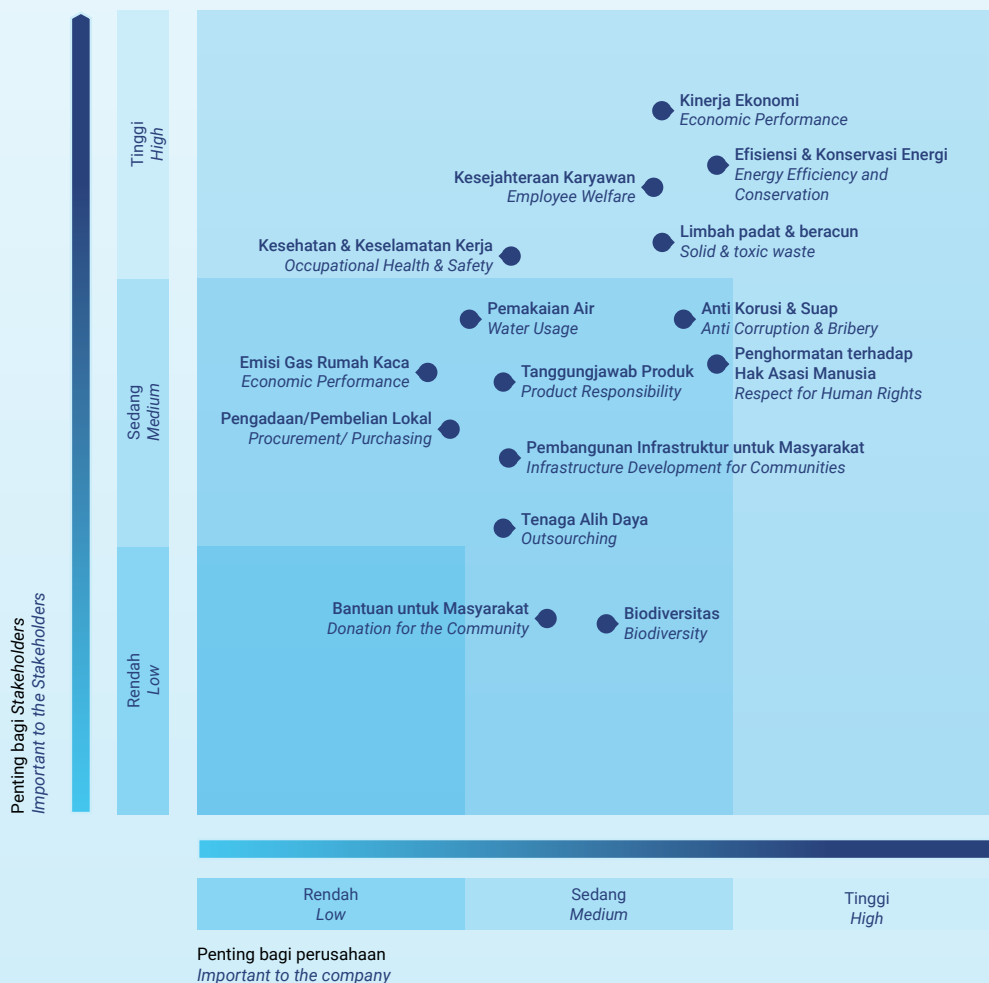 Tinggi
High
Kinerja Ekonomi
Economic Performance
Efisiensi & Konservasi Energi
Energy Efficiency and
Conservation
Kesejahteraan Karyawan
Employee Welfare
Limbah padat & beracun
Solid & toxic waste
Kesehatan & Keselamatan Kerja
Occupational Health & Safety
Sedang
Medium
Pemakaian Air
Water Usage
Anti Korusi & Suap
Anti Corruption & Bribery
Penghormatan terhadap
Hak Asasi Manusia
Respect for Human Rights
Emisi Gas Rumah Kaca
Economic Performance
Tanggungjawab Produk
Product Responsibility
Pengadaan/Pembelian Lokal
Procurement/ Purchasing
Pembangunan Infrastruktur untuk Masyarakat
Infrastructure Development for Communities
Tenaga Alih Daya
Outsourching
Rendah
Low
Bantuan untuk Masyarakat
Donation for the Community
Biodiversitas
Biodiversity
Penting bagi Stakeholders
Important to the Stakeholders
Rendah
Low
Sedang
Medium
Tinggi
High
Penting bagi perusahaan
Important to the company